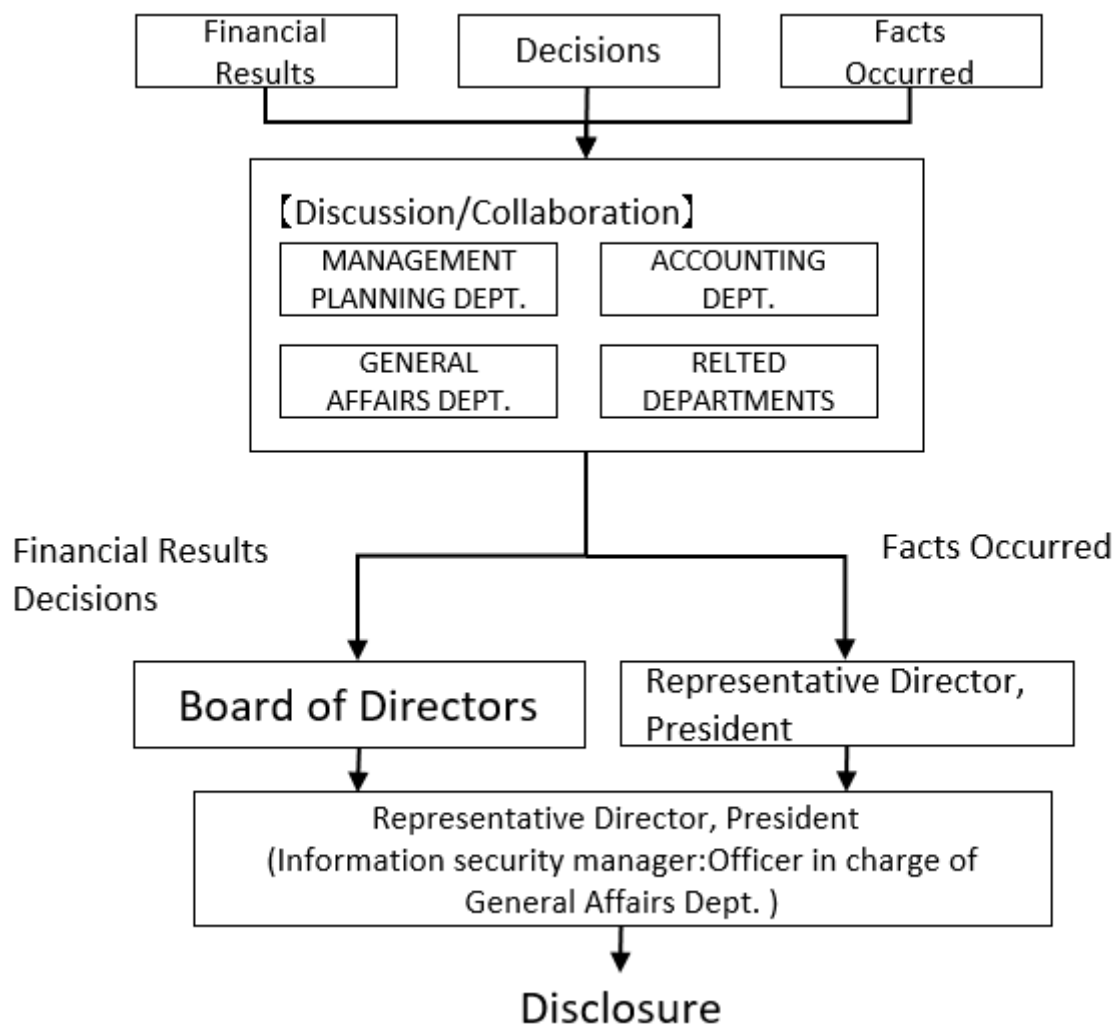 Financial
Results
Decisions
Facts
Occurred
【Discussion/Collaboration】
MANAGEMENT
PLANNING DEPT.
ACCOUNTING
DEPT.
GENERAL
AFFAIRS DEPT.
RELTED
DEPARTMENTS
Financial Results
Decisions
Facts Occurred
Board of Directors
Representative Director,
President
Representative Director, President
(Information security manager:Officer in charge of
General Affairs Dept. )
Disclosure